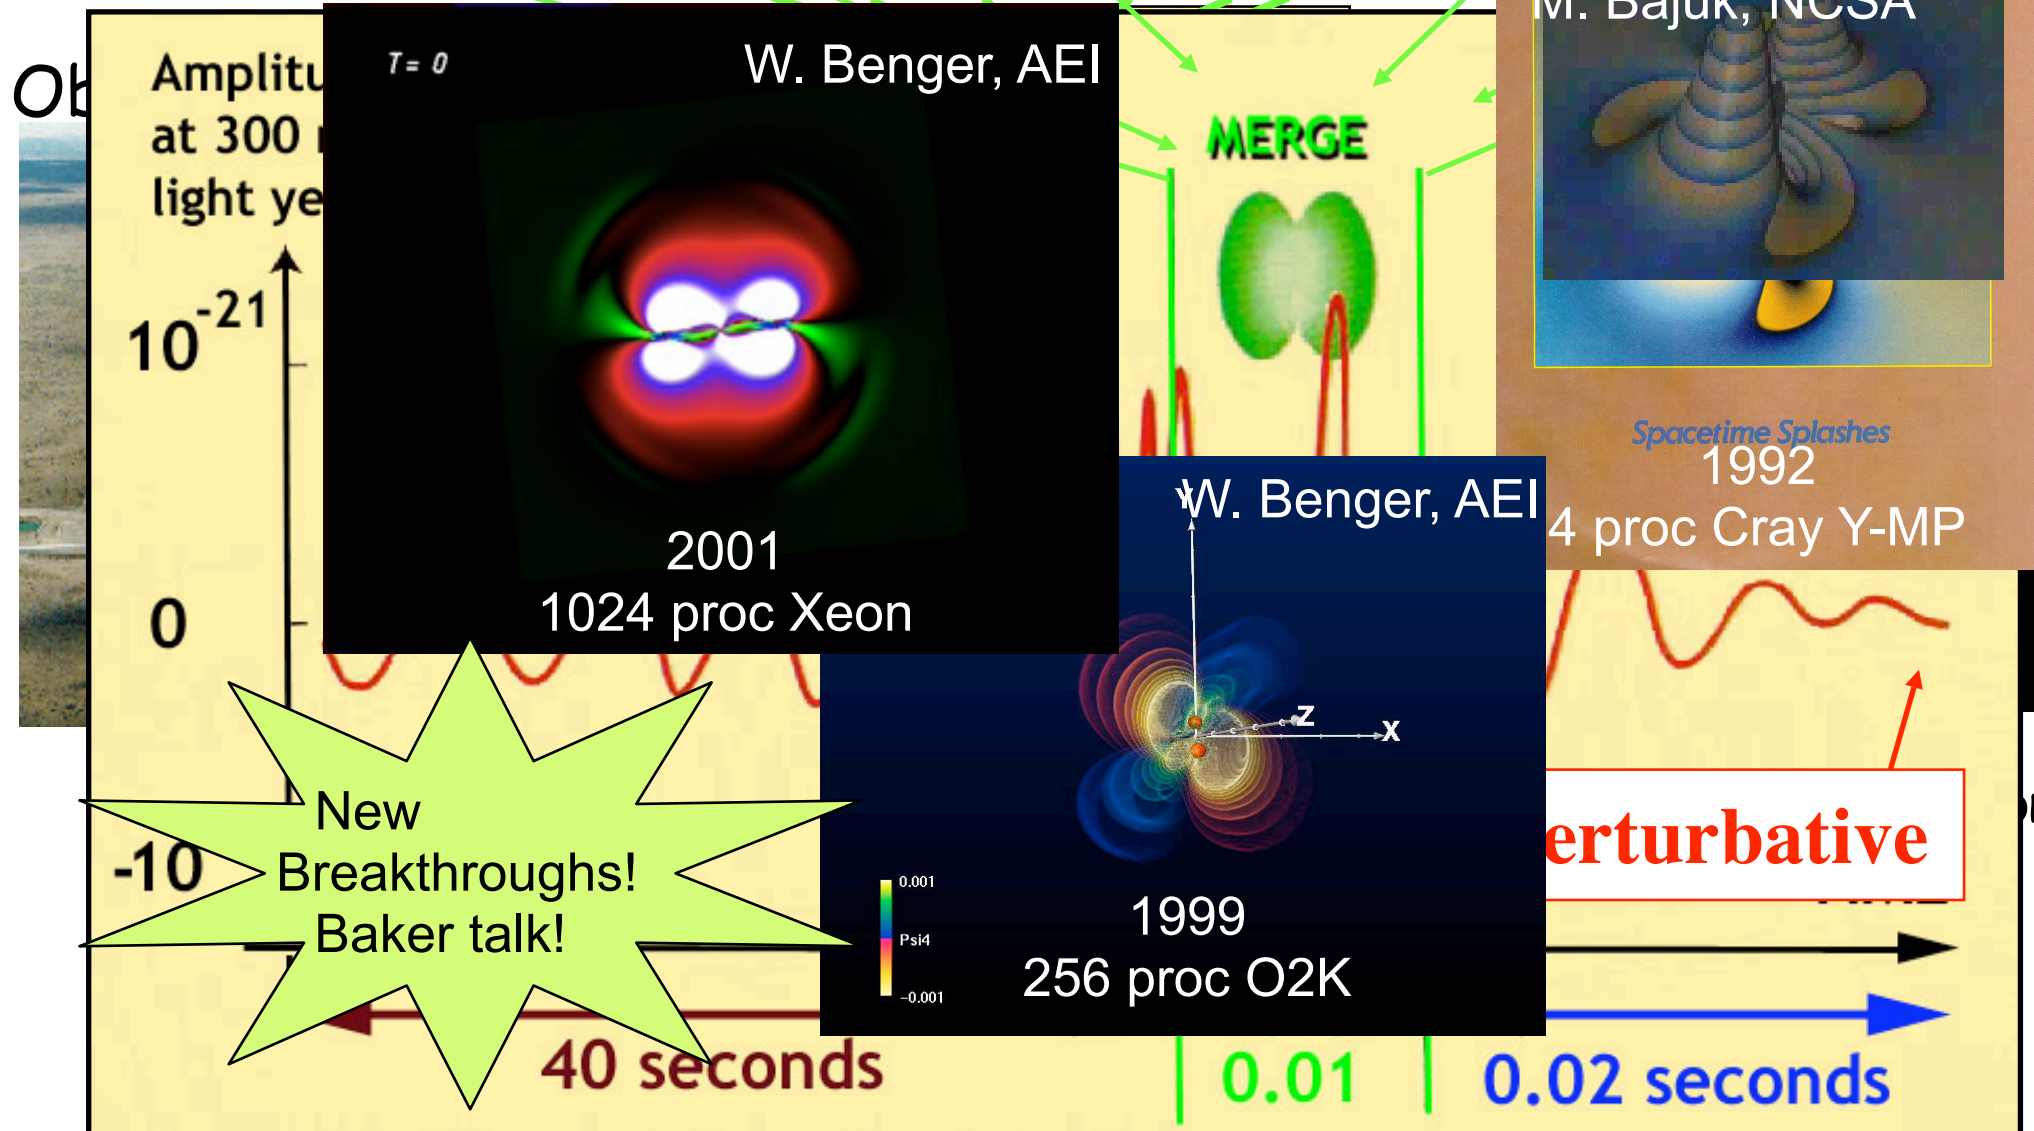 M. Bajuk, NCSA
Amplitu
at 300
light ye
T= 0
W. Benger, AEI
MERGE
10
-21
0
-10
2001
1024 proc Xeon
Spacetime Splashes
1992
4 proc Cray Y-MP
W. Benger, AEI
Y
Z
X
0.001
Psi4
-0.001
1999
256 proc O2K
New
Breakthroughs!
Baker talk!
erturbative
40 seconds
0.01
0.02 seconds